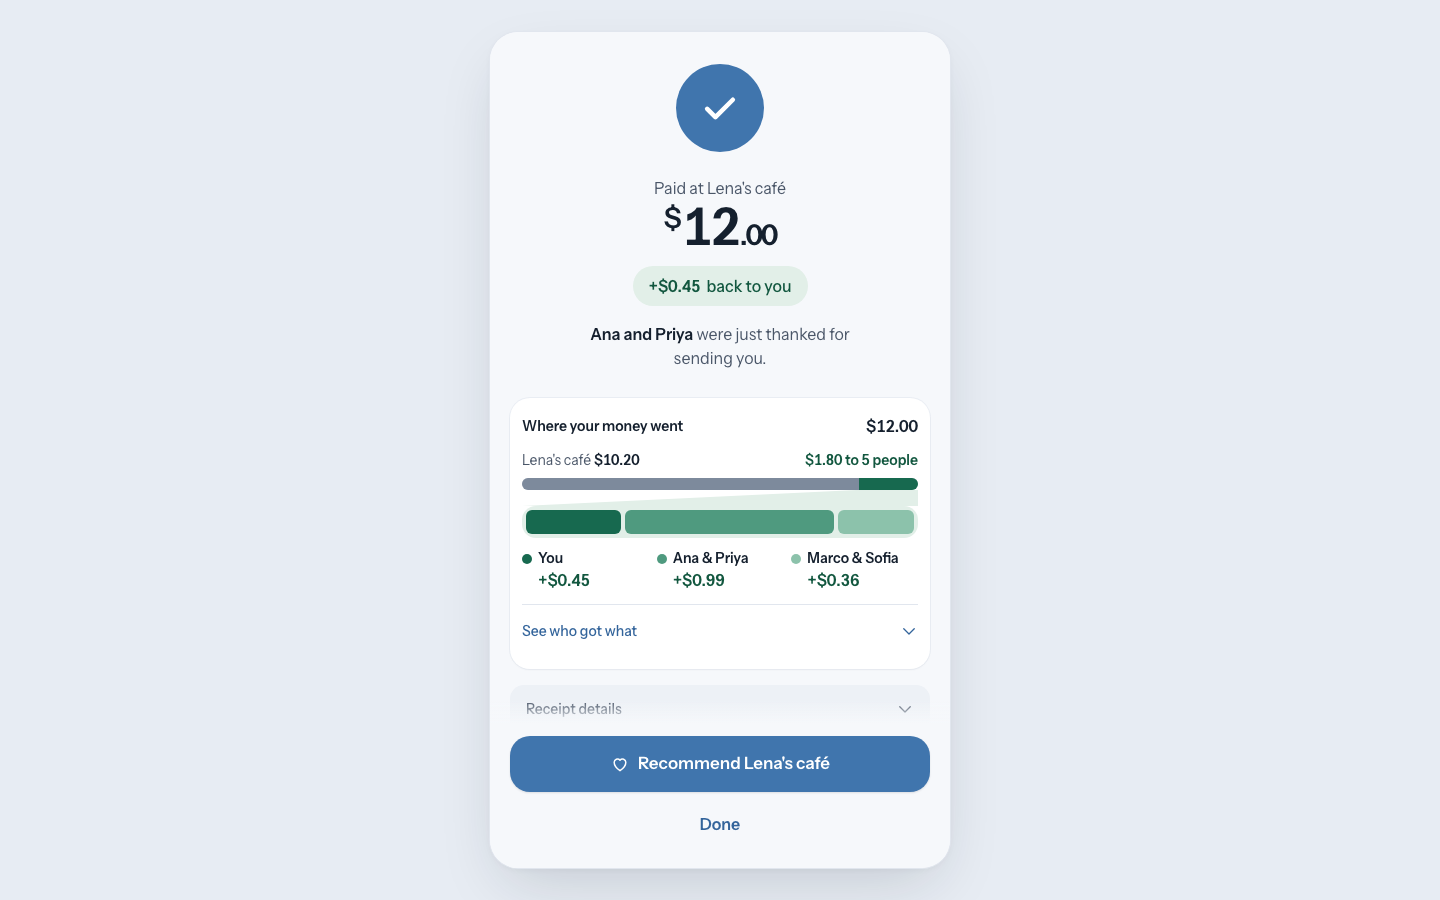 Paid at Lena's café
$12.00
+$0.45 back to you
Ana and Priya were just thanked for
sending you.
Where your money went $12.00
Lena's café $10.20 $1.80 to 5 people
You Ana & Priya Marco & Sofia
+$0.45 +$0.99 +$0.36
See who got what
Receipt details
Recommend Lena's café
Done